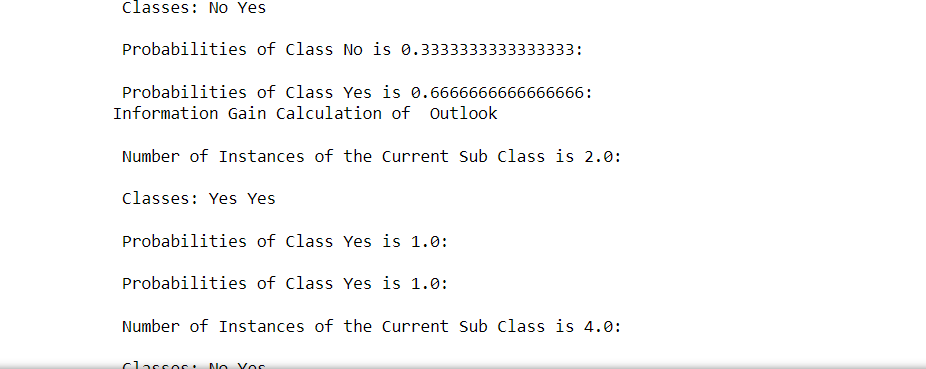 Classes: No Yes
Probabilities of Class No is 0.3333333333333333:
Probabilities of Class Yes is 0.6666666666666666:
Information Gain Calculation of  Outlook
Number of Instances of the Current Sub Class is 2.0:
Classes: Yes Yes
Probabilities of Class Yes is 1.0:
Probabilities of Class Yes is 1.0:
Number of Instances of the Current Sub Class is 4.0:
Classes: No Yes